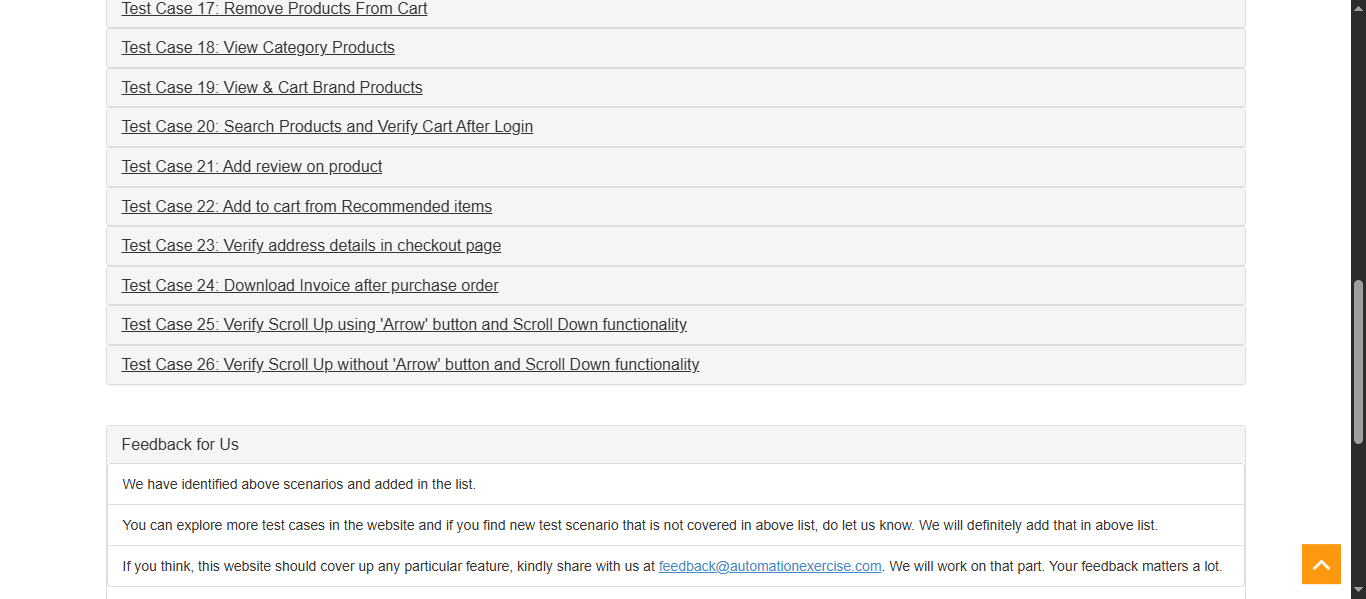 Test Case 17: Remove Products From Cart
Test Case 18: View Category Products
Test Case 19: View & Cart Brand Products
Test Case 20: Search Products and Verify Cart After Login
Test Case 21: Add review on product
Test Case 22: Add to cart from Recommended items
Test Case 23: Verify address details in checkout page
Test Case 24: Download Invoice after purchase order
Test Case 25: Verify Scroll Up using 'Arrow' button and Scroll Down functionality
Test Case 26: Verify Scroll Up without 'Arrow' button and Scroll Down functionality
Feedback for Us
We have identified above scenarios and added in the list.
You can explore more test cases in the website and if you find new test scenario that is not covered in above list, do let us know. We will definitely add that in above list.
If you think, this website should cover up any particular feature, kindly share with us at feedback@automationexercise.com. We will work on that part. Your feedback matters a lot.